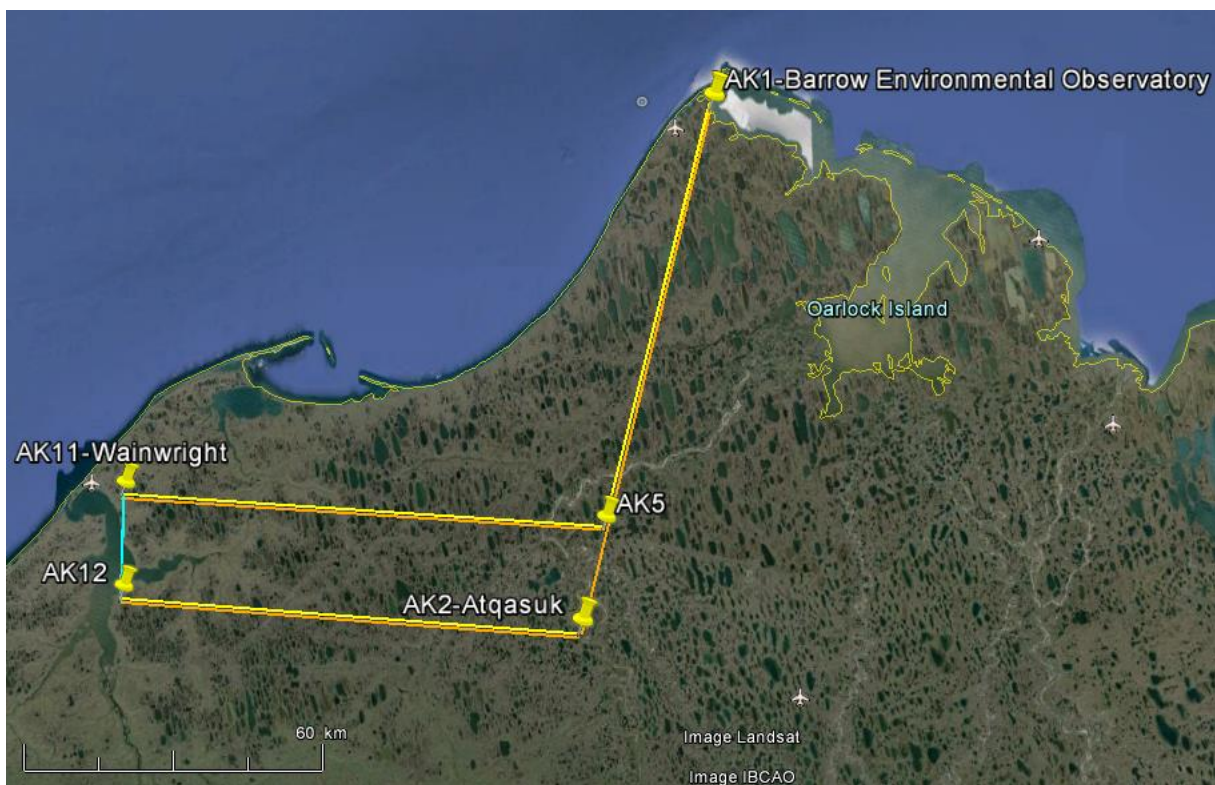 AK1-Barrow Environmental Observatory
Oarlock Island
AK11-Wainwright
AK5
AK12
AK2-Atqasuk
60 km
Image Landsat
Image IBCAO